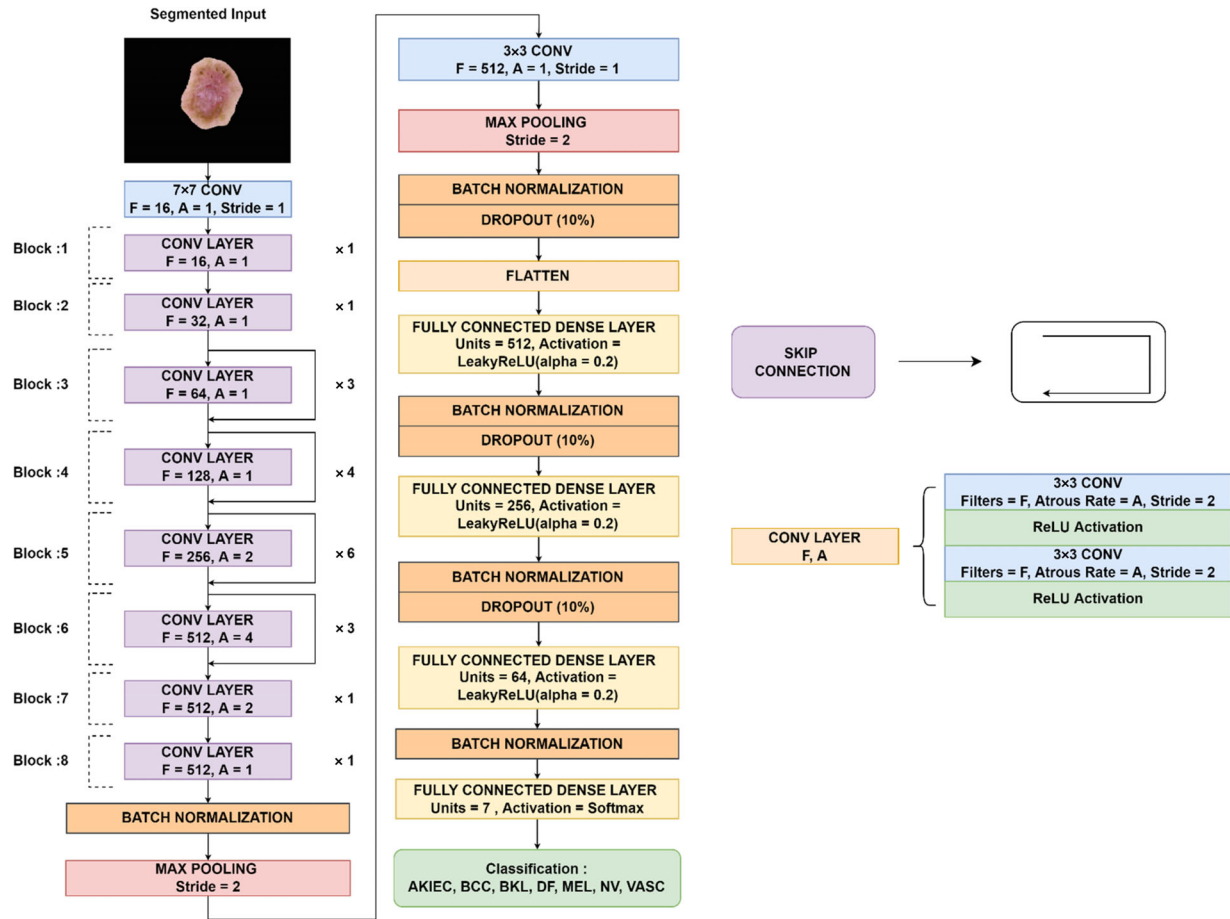 Segmented Input
7×7 CONV
F = 16, A = 1, Stride = 1
Block :1
CONV LAYER
F = 16, A = 1
× 1
Block :2
CONV LAYER
F = 32, A = 1
× 1
Block :3
CONV LAYER
F = 64, A = 1
× 3
Block :4
CONV LAYER
F = 128, A = 1
× 4
Block :5
CONV LAYER
F = 256, A = 2
× 6
Block :6
CONV LAYER
F = 512, A = 4
× 3
Block :7
CONV LAYER
F = 512, A = 2
× 1
Block :8
CONV LAYER
F = 512, A = 1
× 1
BATCH NORMALIZATION
MAX POOLING
Stride = 2
3×3 CONV
F = 512, A = 1, Stride = 1
MAX POOLING
Stride = 2
BATCH NORMALIZATION
DROPOUT (10%)
FLATTEN
FULLY CONNECTED DENSE LAYER
Units = 512, Activation =
LeakyReLU(alpha = 0.2)
BATCH NORMALIZATION
DROPOUT (10%)
FULLY CONNECTED DENSE LAYER
Units = 256, Activation =
LeakyReLU(alpha = 0.2)
BATCH NORMALIZATION
DROPOUT (10%)
FULLY CONNECTED DENSE LAYER
Units = 64, Activation =
LeakyReLU(alpha = 0.2)
BATCH NORMALIZATION
FULLY CONNECTED DENSE LAYER
Units = 7 , Activation = Softmax
Classification :
AKIEC, BCC, BKL, DF, MEL, NV, VASC
SKIP
CONNECTION
CONV LAYER
F, A
3×3 CONV
Filters = F, Atrous Rate = A, Stride = 2
ReLU Activation
3×3 CONV
Filters = F, Atrous Rate = A, Stride = 2
ReLU Activation